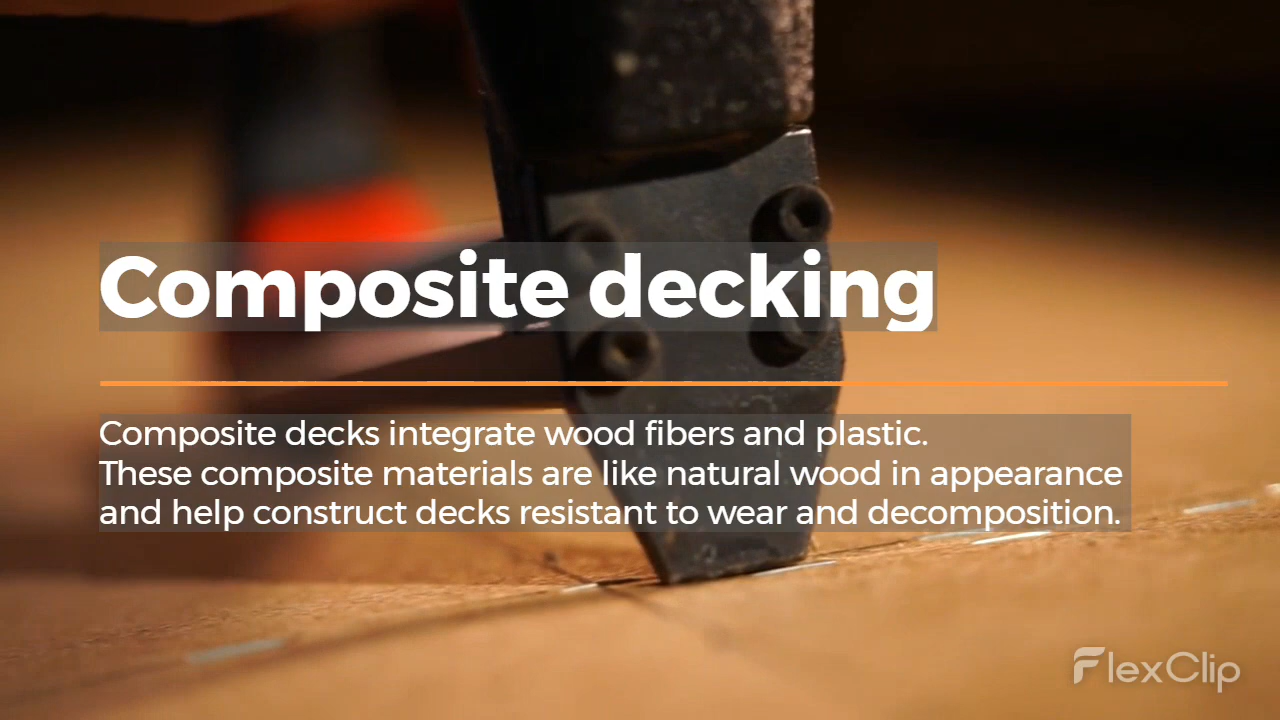 Composite decking
Composite decks integrate wood fibers and plastic.
These composite materials are like natural wood in appearance
and help construct decks resistant to wear and decomposition.
FlexClip